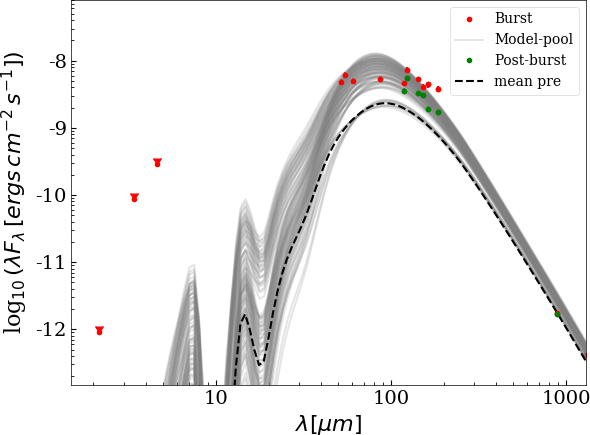 Burst
Model-pool
Post-burst
mean pre
log₁₀(λF_λ [ergs cm⁻² s⁻¹])
-8
-9
-10
-11
-12
10 100 1000
λ[μm]